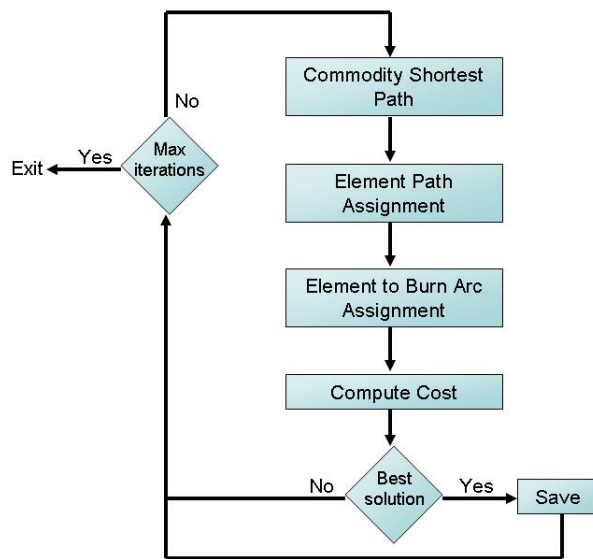 Commodity Shortest
Path
No
Max
iterations
Yes
Exit
Element Path
Assignment
Element to Burn Arc
Assignment
Compute Cost
Best
solution
No
Yes
Save